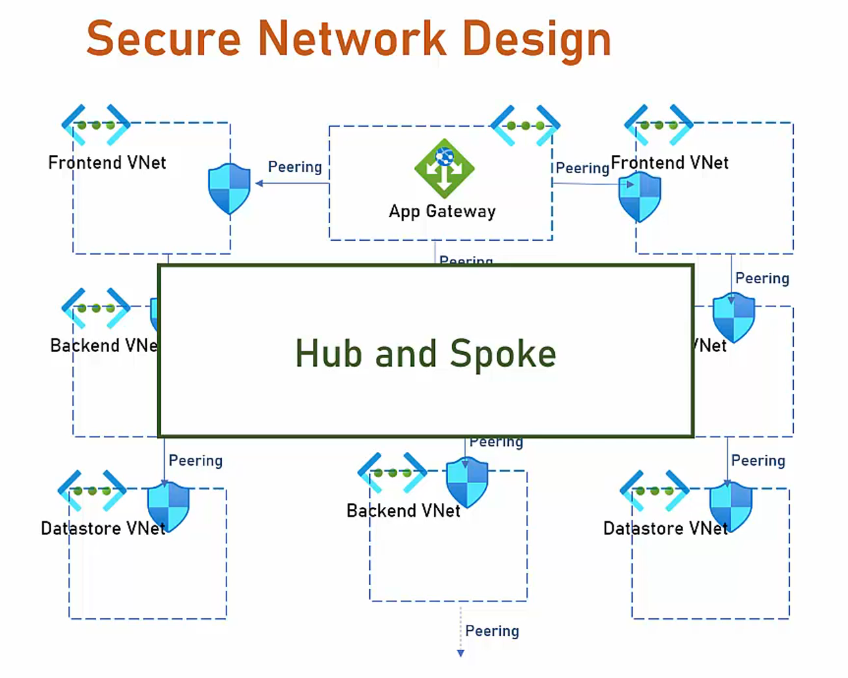 Secure Network Design
Frontend VNet
Peering
App Gateway
Peering
Frontend VNet
Peering
Peering
Backend VNe
Hub and Spoke
VNet
Peering
Peering
Peering
Datastore VNet
Backend VNet
Datastore VNet
Peering